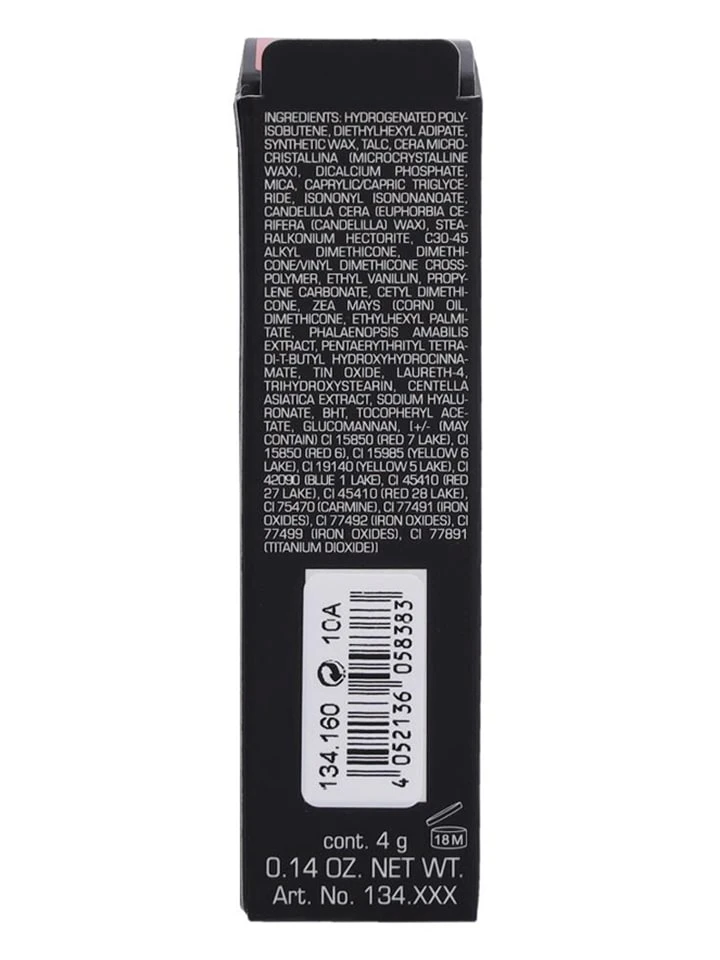 INGREDIENTS: HYDROGENATED POLY-
ISOBUTENE, DIETHYLHEXYL ADIPATE,
SYNTHETIC WAX, TALC, CERA MICRO-
CRISTALLINA (MICROCRYSTALLINE
WAX), DICALCIUM PHOSPHATE,
MICA, CAPRYLIC/CAPRIC TRIGLYCE-
RIDE, ISONONYL ISONONANOATE,
CANDELILLA CERA (EUPHORBIA CE-
RIFERA (CANDELILLA) WAX), STEA-
RALKONIUM HECTORITE, C30-45
ALKYL DIMETHICONE, DIMETHI-
CONE/VINYL DIMETHICONE CROSS-
POLYMER, ETHYL VANILLIN, PROPY-
LENE CARBONATE, CETYL DIMETHI-
CONE, ZEA MAYS (CORN) OIL,
DIMETHICONE, ETHYLHEXYL PALMI-
TATE, PHALAENOPSIS AMABILIS
EXTRACT, PENTAERYTHRITYL TETRA-
DI-T-BUTYL HYDROXYHYDROCINNA-
MATE, TIN OXIDE, LAURETH-4,
TRIHYDROXYSTEARIN, CENTELLA
ASIATICA EXTRACT, SODIUM HYALU-
RONATE, BHT, TOCOPHERYL ACE-
TATE, GLUCOMANNAN, [+/- (MAY
CONTAIN) CI 15850 (RED 7 LAKE), CI
15850 (RED 6), CI 15985 (YELLOW 6
LAKE), CI 19140 (YELLOW 5 LAKE), CI
42090 (BLUE 1 LAKE), CI 45410 (RED
27 LAKE), CI 45410 (RED 28 LAKE),
CI 75470 (CARMINE), CI 77491 (IRON
OXIDES), CI 77492 (IRON OXIDES), CI
77499 (IRON OXIDES), CI 77891
(TITANIUM DIOXIDE)]
134.160 10A
4 052136 058383
18 M
cont. 4 g
0.14 OZ. NET WT.
Art. No. 134.XXX